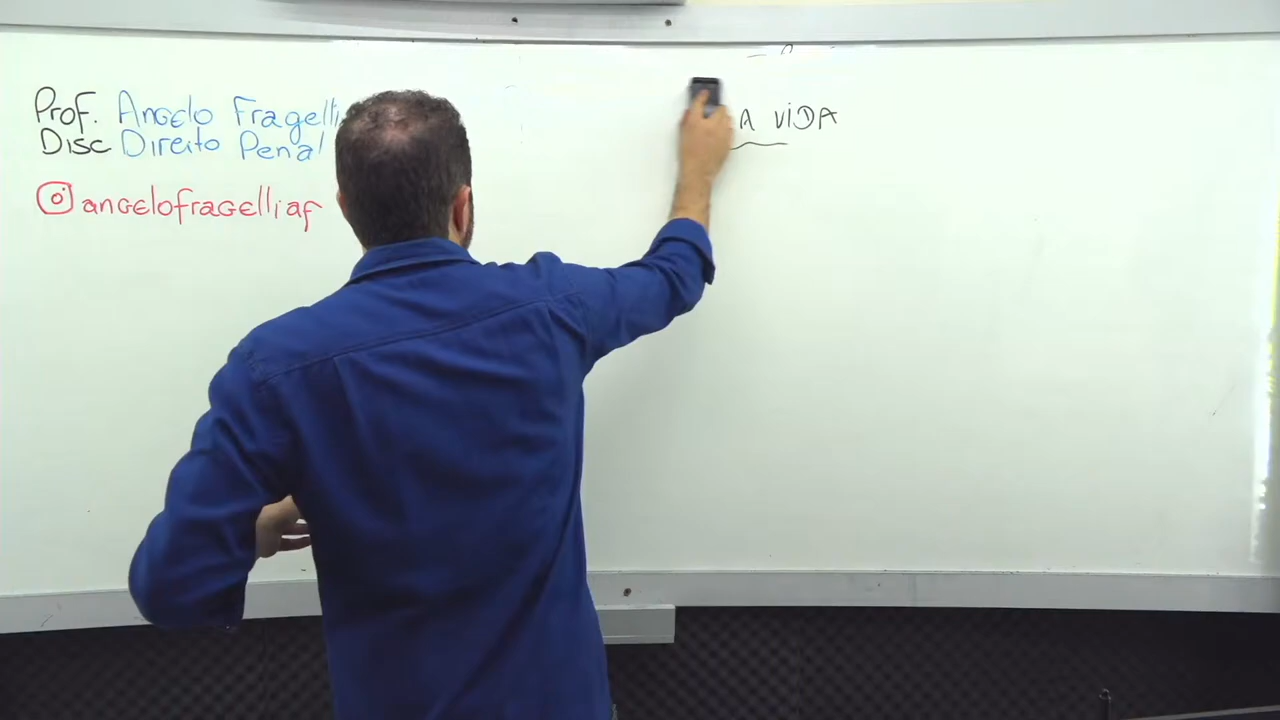 Prof. Angelo Fragelli
Disc Direito Penal
angelofragelliaf
A VIDA